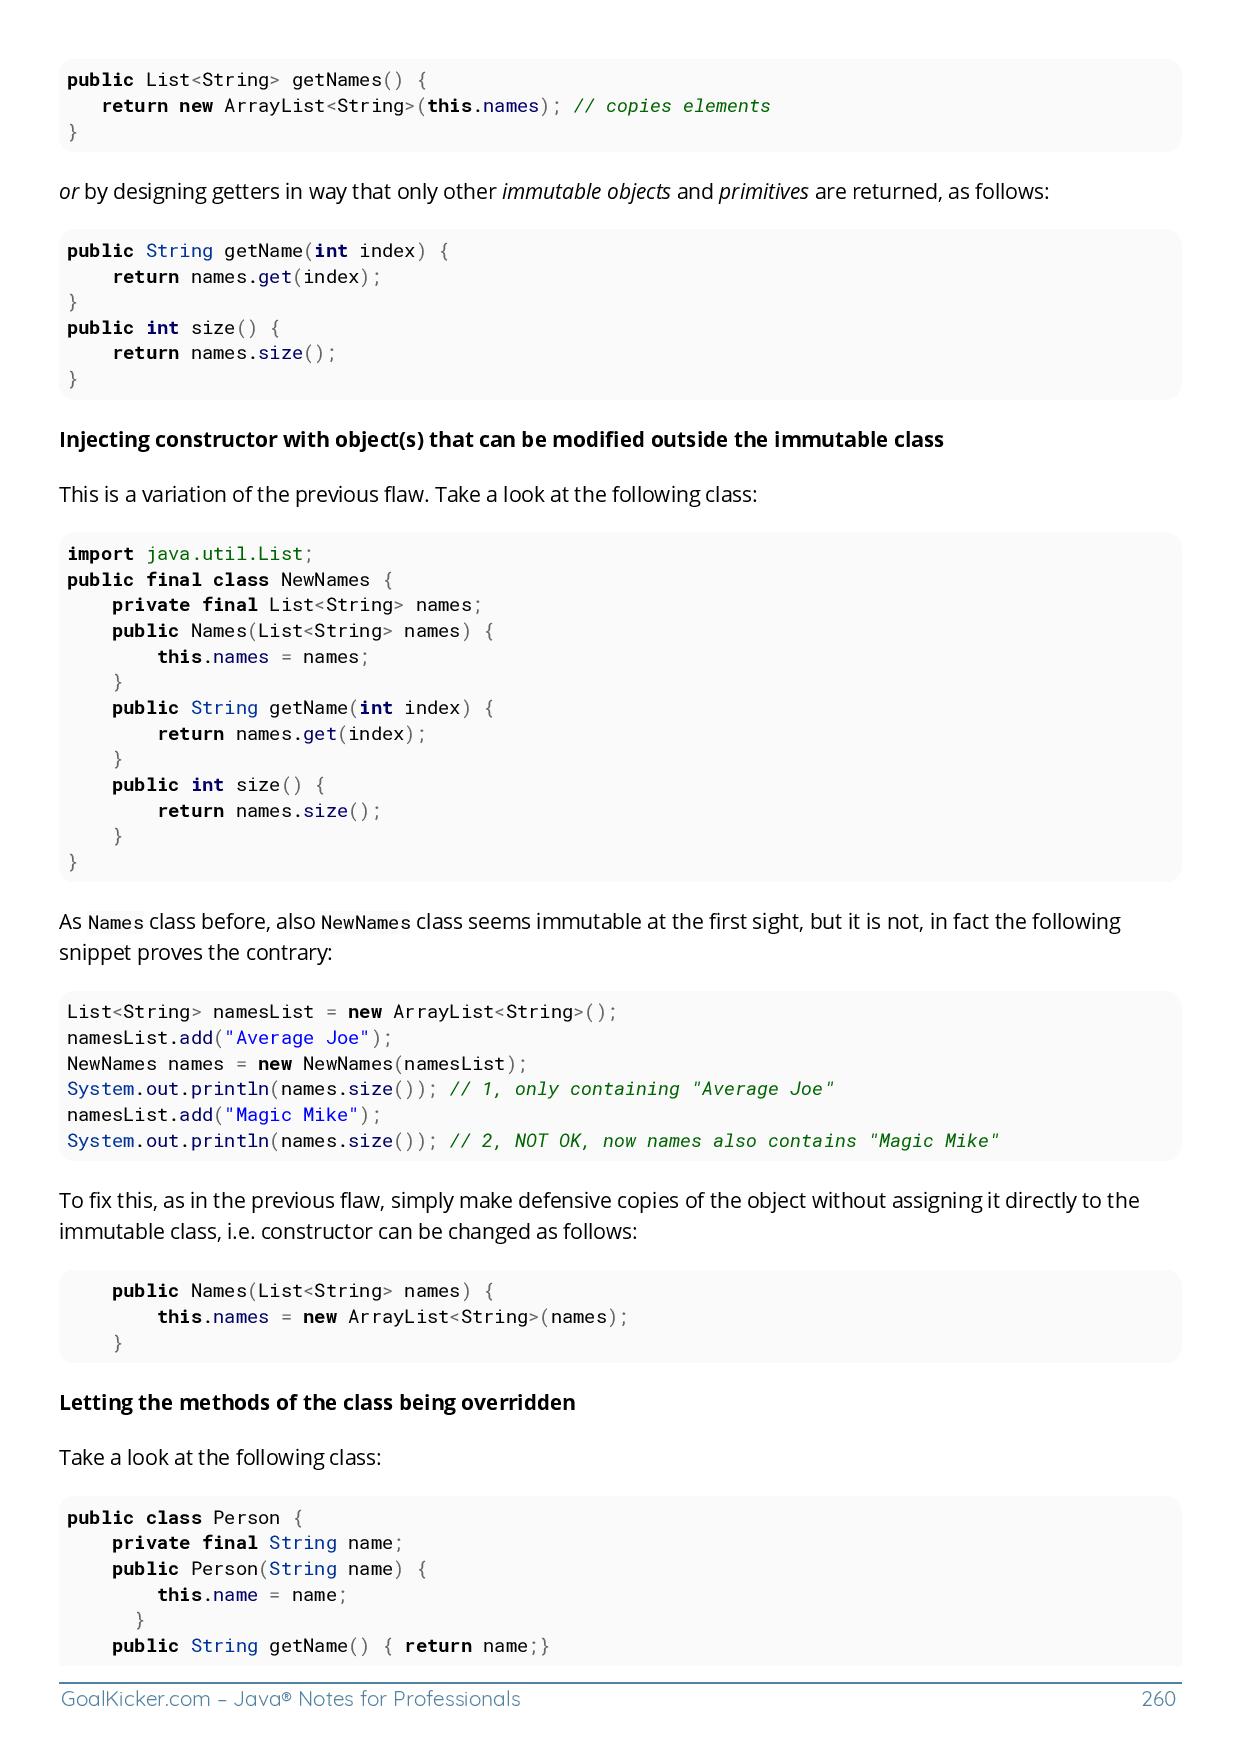 public List<String> getNames() {
   return new ArrayList<String>(this.names); // copies elements
}
or by designing getters in way that only other immutable objects and primitives are returned, as follows:
public String getName(int index) {
    return names.get(index);
}
public int size() {
    return names.size();
}
Injecting constructor with object(s) that can be modified outside the immutable class
This is a variation of the previous flaw. Take a look at the following class:
import java.util.List;
public final class NewNames {
    private final List<String> names;
    public Names(List<String> names) {
        this.names = names;
    }
    public String getName(int index) {
        return names.get(index);
    }
    public int size() {
        return names.size();
    }
}
As Names class before, also NewNames class seems immutable at the first sight, but it is not, in fact the following
snippet proves the contrary:
List<String> namesList = new ArrayList<String>();
namesList.add("Average Joe");
NewNames names = new NewNames(namesList);
System.out.println(names.size()); // 1, only containing "Average Joe"
namesList.add("Magic Mike");
System.out.println(names.size()); // 2, NOT OK, now names also contains "Magic Mike"
To fix this, as in the previous flaw, simply make defensive copies of the object without assigning it directly to the
immutable class, i.e. constructor can be changed as follows:
    public Names(List<String> names) {
        this.names = new ArrayList<String>(names);
    }
Letting the methods of the class being overridden
Take a look at the following class:
public class Person {
    private final String name;
    public Person(String name) {
        this.name = name;
      }
    public String getName() { return name;}
GoalKicker.com – Java® Notes for Professionals
260